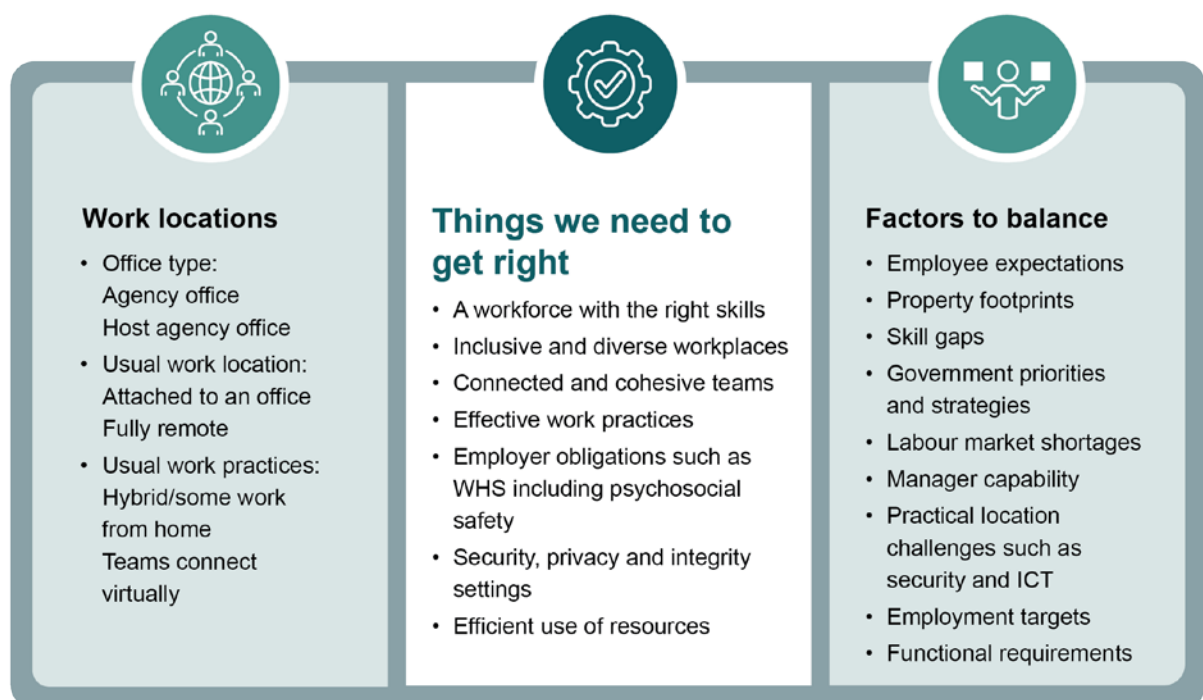 Work locations
• Office type:
Agency office
Host agency office
• Usual work location:
Attached to an office
Fully remote
• Usual work practices:
Hybrid/some work
from home
Teams connect
virtually
Things we need to
get right
• A workforce with the right skills
• Inclusive and diverse workplaces
• Connected and cohesive teams
• Effective work practices
• Employer obligations such as
WHS including psychosocial
safety
• Security, privacy and integrity
settings
• Efficient use of resources
Factors to balance
• Employee expectations
• Property footprints
• Skill gaps
• Government priorities
and strategies
• Labour market shortages
• Manager capability
• Practical location
challenges such as
security and ICT
• Employment targets
• Functional requirements